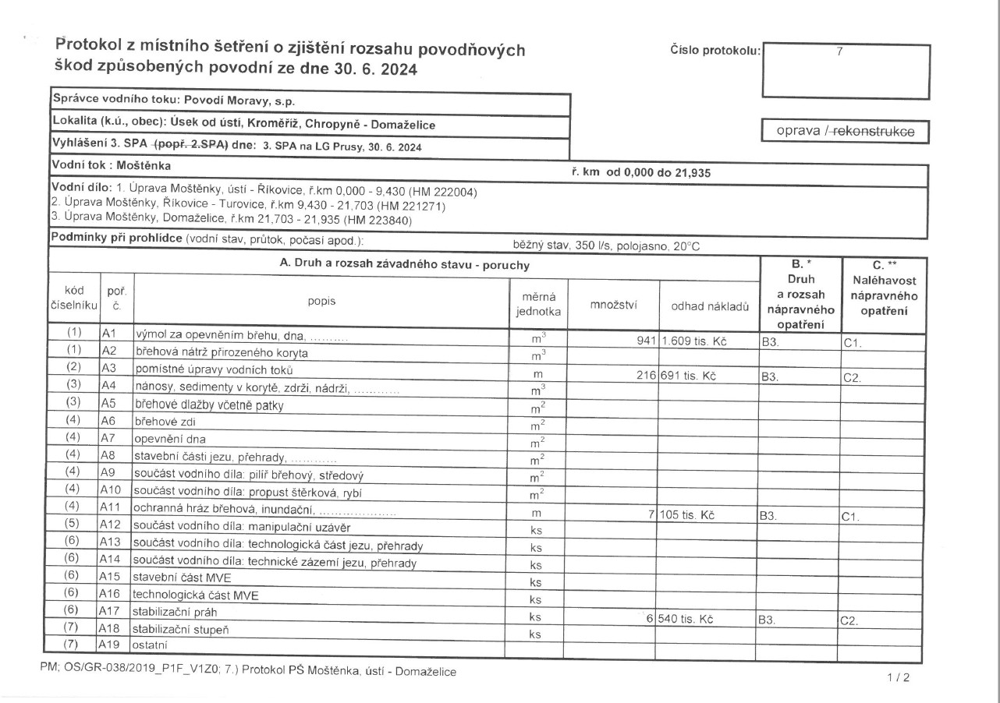 Protokol z místního šetření o zjištění rozsahu povodňových
škod způsobených povodní ze dne 30. 6. 2024
Číslo protokolu: 7
Správce vodního toku: Povodí Moravy, s.p.
Lokalita (k.ú., obec): Úsek od ústí, Kroměříž, Chropyně - Domaželice
oprava / rekonstrukce
Vyhlášení 3. SPA (popř. 2.SPA) dne: 3. SPA na LG Prusy, 30. 6. 2024
Vodní tok : Moštěnka ř. km od 0,000 do 21,935
Vodní dílo: 1. Úprava Moštěnky, ústí - Říkovice, ř.km 0,000 - 9,430 (HM 222004)
2. Úprava Moštěnky, Říkovice - Turovice, ř.km 9,430 - 21,703 (HM 221271)
3. Úprava Moštěnky, Domaželice, ř.km 21,703 - 21,935 (HM 223840)
Podmínky při prohlídce (vodní stav, průtok, počasí apod.): běžný stav, 350 l/s, polojasno, 20°C
A. Druh a rozsah závadného stavu - poruchy
B. *
Druh
a rozsah
nápravného
opatření
C. **
Naléhavost
nápravného
opatření
kód
číselníku
poř.
č.
popis
měrná
jednotka
množství
odhad nákladů
(1) A1 výmol za opevněním břehu, dna, .......... m³ 941 1.609 tis. Kč B3. C1.
(1) A2 břehová nátrž přirozeného koryta m³
(2) A3 pomístné úpravy vodních toků m 216 691 tis. Kč B3. C2.
(3) A4 nánosy, sedimenty v korytě, zdrži, nádrži, ............ m³
(3) A5 břehové dlažby včetně patky m²
(4) A6 břehové zdi m²
(4) A7 opevnění dna m²
(4) A8 stavební části jezu, přehrady, ............ m²
(4) A9 součást vodního díla: pilíř břehový, středový m²
(4) A10 součást vodního díla: propust štěrková, rybí m²
(4) A11 ochranná hráz břehová, inundační, .................... m 7 105 tis. Kč B3. C1.
(5) A12 součást vodního díla: manipulační uzávěr ks
(6) A13 součást vodního díla: technologická část jezu, přehrady ks
(6) A14 součást vodního díla: technické zázemí jezu, přehrady ks
(6) A15 stavební část MVE ks
(6) A16 technologická část MVE ks
(6) A17 stabilizační práh ks 6 540 tis. Kč B3. C2.
(7) A18 stabilizační stupeň ks
(7) A19 ostatní
PM; OS/GR-038/2019_P1F_V1Z0; 7.) Protokol PŠ Moštěnka, ústí - Domaželice
1 / 2